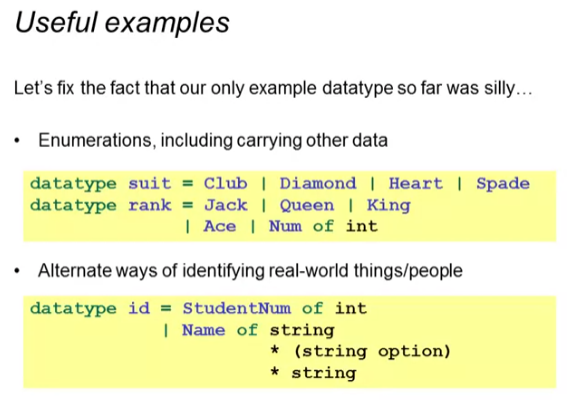 Useful examples
Let's fix the fact that our only example datatype so far was silly…
• Enumerations, including carrying other data
datatype suit = Club | Diamond | Heart | Spade
datatype rank = Jack | Queen | King
| Ace | Num of int
• Alternate ways of identifying real-world things/people
datatype id = StudentNum of int
| Name of string
* (string option)
* string